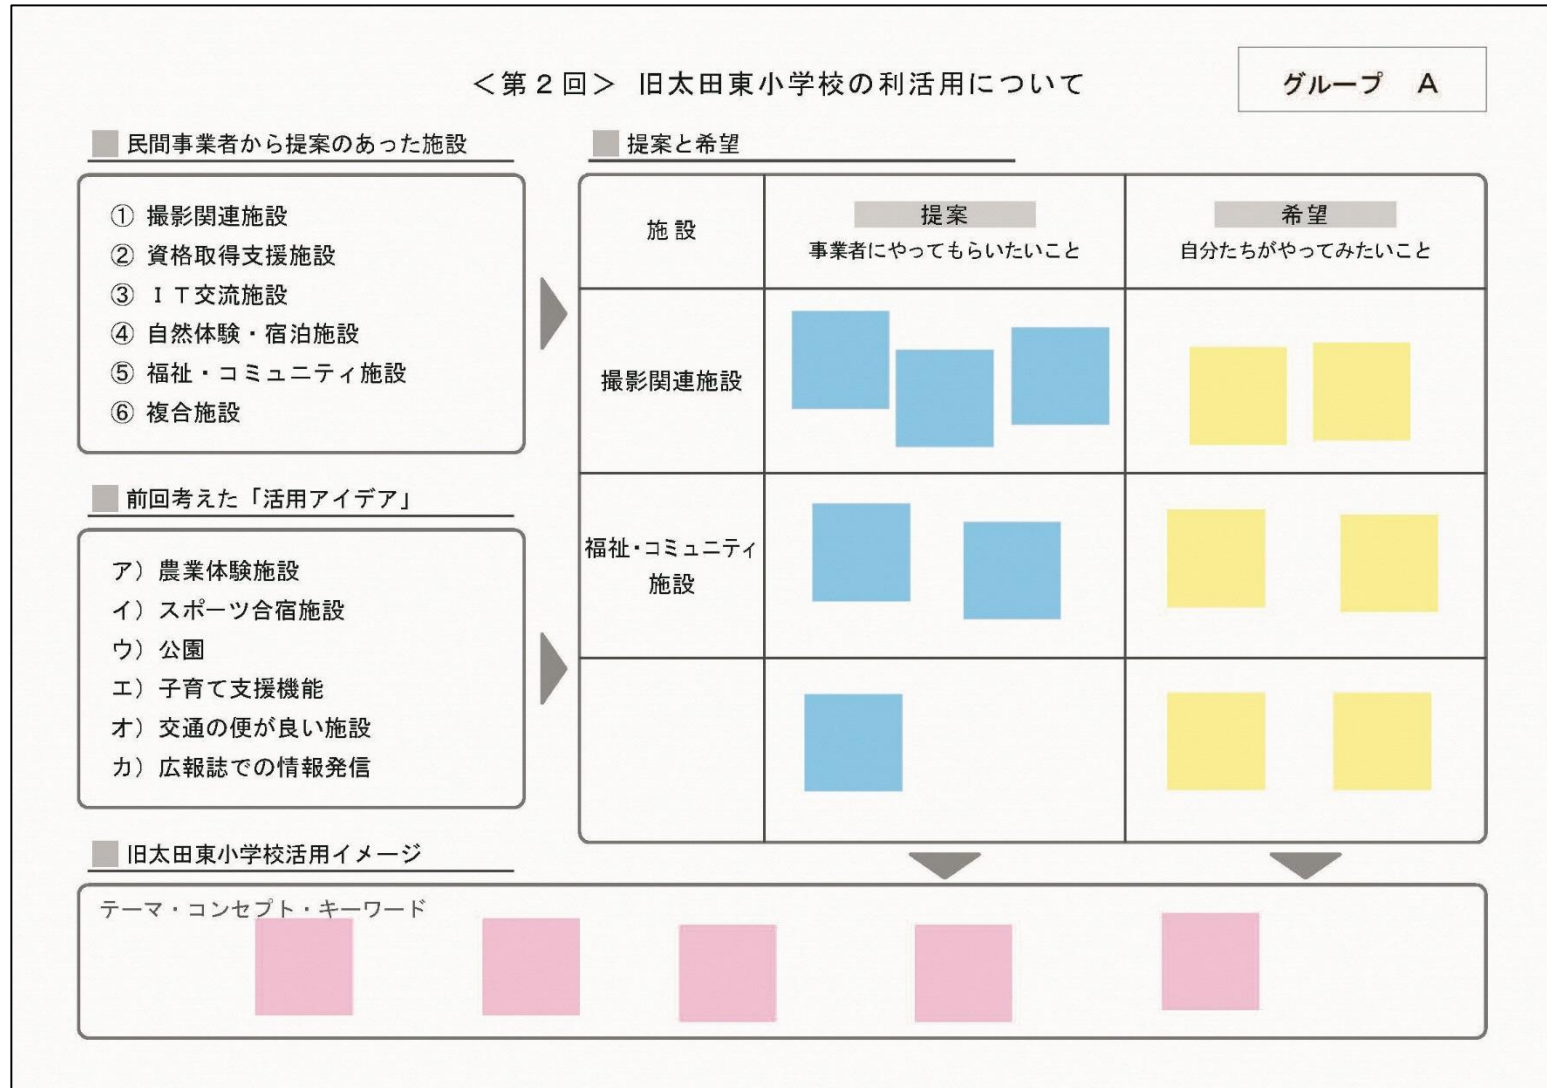 ＜第２回＞ 旧太田東小学校の利活用について
グループ A
民間事業者から提案のあった施設
① 撮影関連施設
② 資格取得支援施設
③ ＩＴ交流施設
④ 自然体験・宿泊施設
⑤ 福祉・コミュニティ施設
⑥ 複合施設
前回考えた「活用アイデア」
ア）農業体験施設
イ）スポーツ合宿施設
ウ）公園
エ）子育て支援機能
オ）交通の便が良い施設
カ）広報誌での情報発信
提案と希望
施設
提案
事業者にやってもらいたいこと
希望
自分たちがやってみたいこと
撮影関連施設
福祉・コミュニティ
施設
旧太田東小学校活用イメージ
テーマ・コンセプト・キーワード